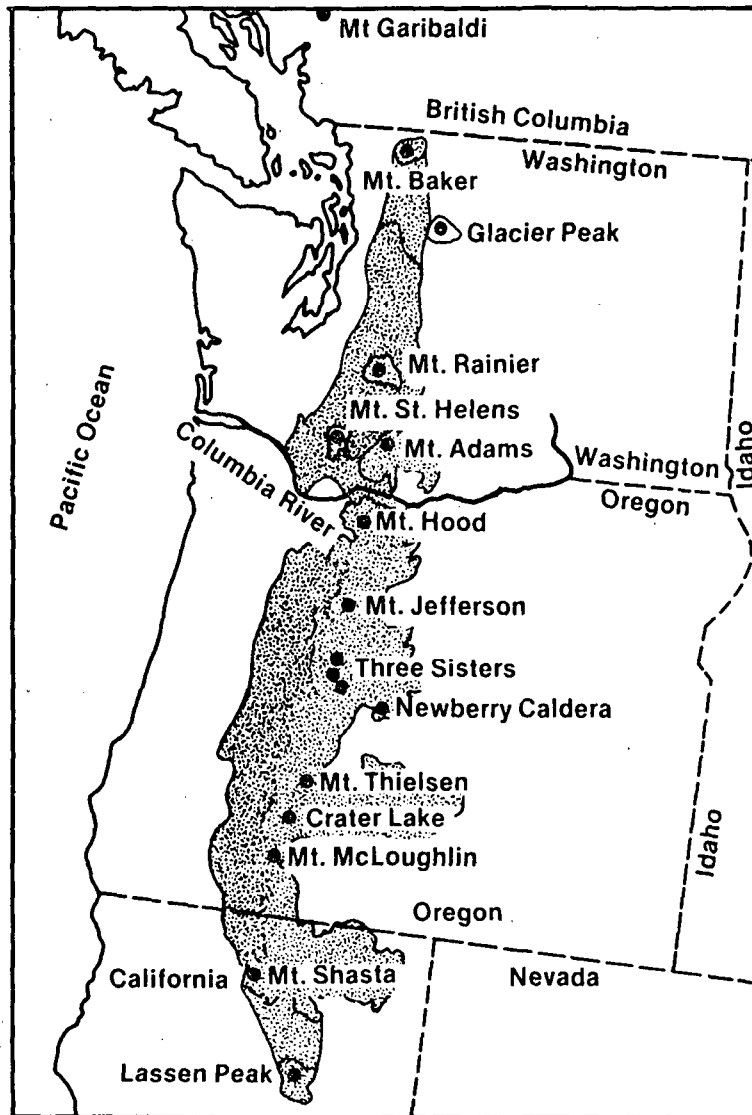 Mt Garibaldi
British Columbia
Washington
Mt. Baker
Glacier Peak
Mt. Rainier
Mt. St. Helens
Mt. Adams
Columbia River
Pacific Ocean
Washington
Idaho
Oregon
Mt. Hood
Mt. Jefferson
Three Sisters
Newberry Caldera
Mt. Thielsen
Crater Lake
Mt. McLoughlin
Idaho
Oregon
California
Mt. Shasta
Nevada
Lassen Peak